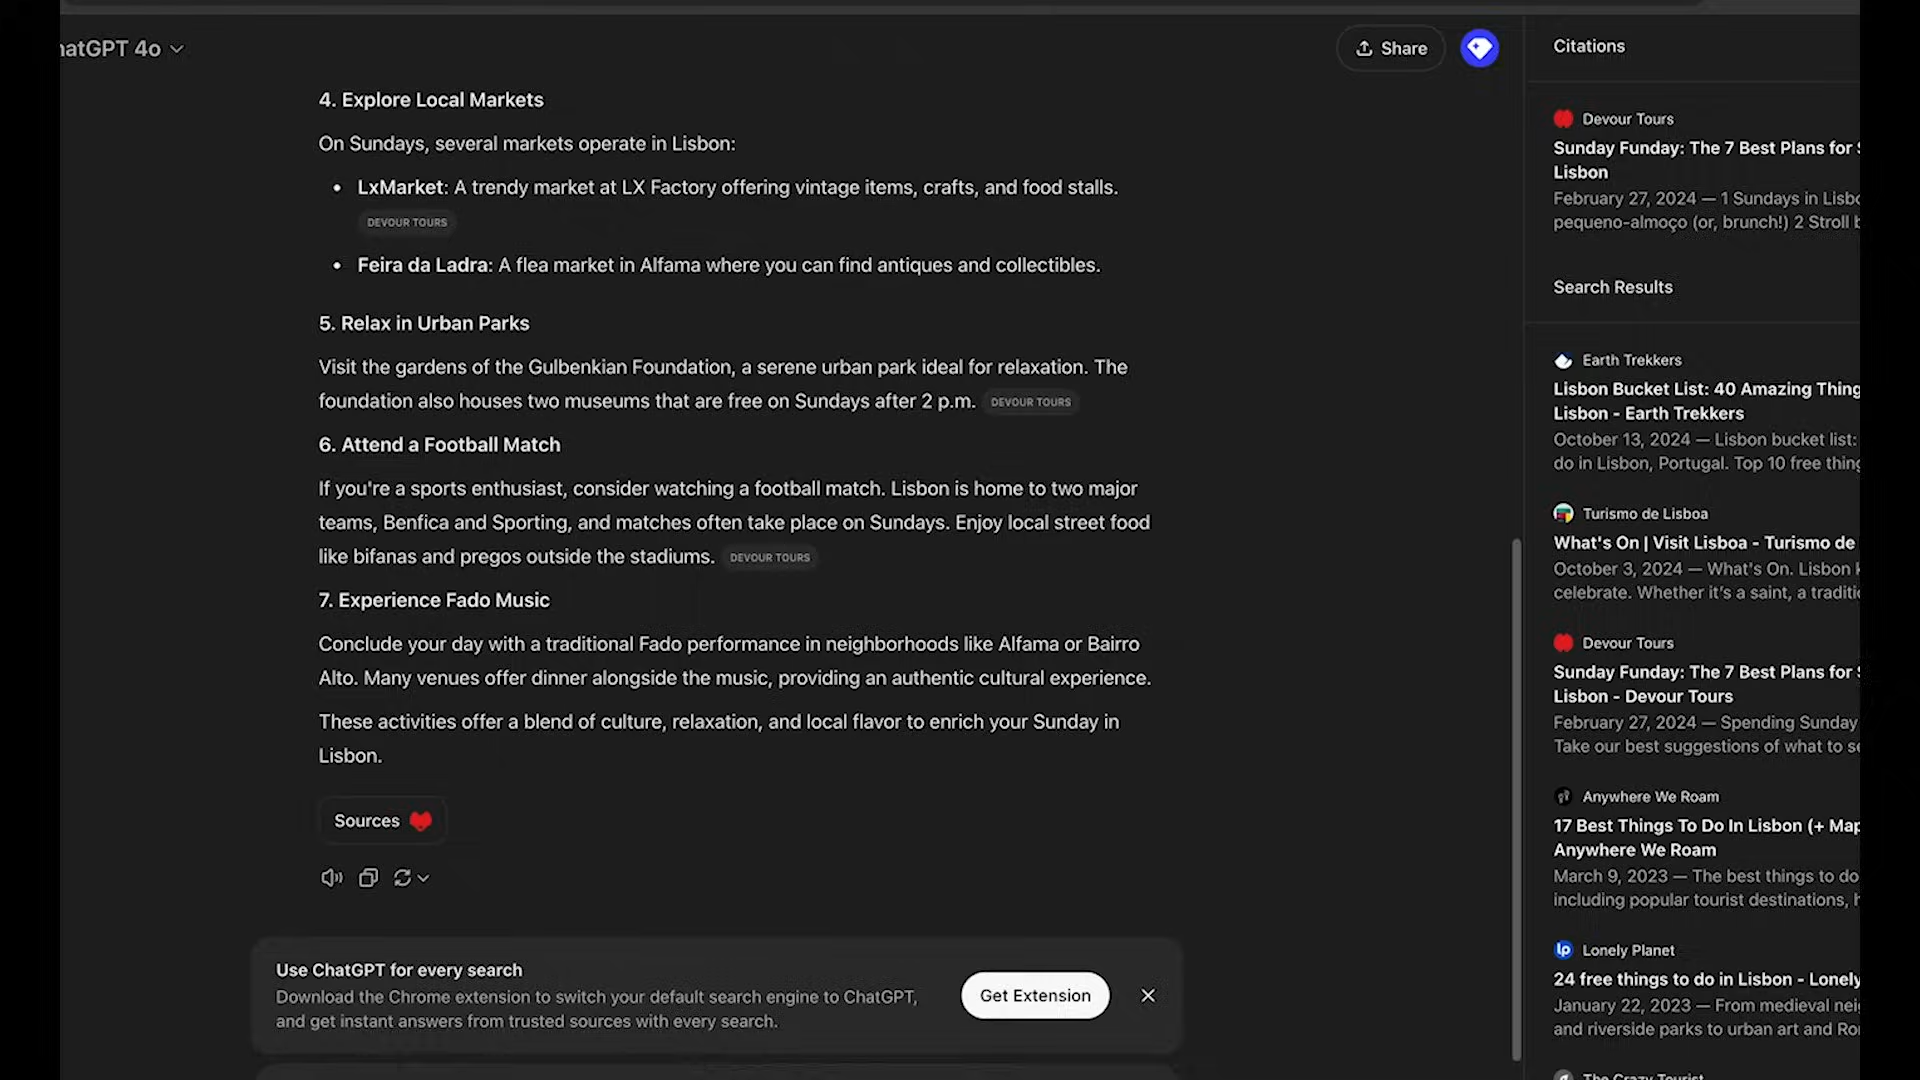 hatGPT 4o
Share
4. Explore Local Markets
On Sundays, several markets operate in Lisbon:
• LxMarket: A trendy market at LX Factory offering vintage items, crafts, and food stalls.
DEVOUR TOURS
• Feira da Ladra: A flea market in Alfama where you can find antiques and collectibles.
5. Relax in Urban Parks
Visit the gardens of the Gulbenkian Foundation, a serene urban park ideal for relaxation. The
foundation also houses two museums that are free on Sundays after 2 p.m. DEVOUR TOURS
6. Attend a Football Match
If you're a sports enthusiast, consider watching a football match. Lisbon is home to two major
teams, Benfica and Sporting, and matches often take place on Sundays. Enjoy local street food
like bifanas and pregos outside the stadiums. DEVOUR TOURS
7. Experience Fado Music
Conclude your day with a traditional Fado performance in neighborhoods like Alfama or Bairro
Alto. Many venues offer dinner alongside the music, providing an authentic cultural experience.
These activities offer a blend of culture, relaxation, and local flavor to enrich your Sunday in
Lisbon.
Sources
Use ChatGPT for every search
Download the Chrome extension to switch your default search engine to ChatGPT,
and get instant answers from trusted sources with every search.
Get Extension
Citations
Devour Tours
Sunday Funday: The 7 Best Plans for
Lisbon
February 27, 2024 — 1 Sundays in Lisbo
pequeno-almoço (or, brunch!) 2 Stroll
Search Results
Earth Trekkers
Lisbon Bucket List: 40 Amazing Thing
Lisbon - Earth Trekkers
October 13, 2024 — Lisbon bucket list:
do in Lisbon, Portugal. Top 10 free thing
Turismo de Lisboa
What's On | Visit Lisboa - Turismo de
October 3, 2024 — What's On. Lisbon
celebrate. Whether it's a saint, a traditi
Devour Tours
Sunday Funday: The 7 Best Plans for
Lisbon - Devour Tours
February 27, 2024 — Spending Sunday
Take our best suggestions of what to se
Anywhere We Roam
17 Best Things To Do In Lisbon (+ Map
Anywhere We Roam
March 9, 2023 — The best things to do
including popular tourist destinations,
lp Lonely Planet
24 free things to do in Lisbon - Lonely
January 22, 2023 — From medieval nei
and riverside parks to urban art and Ro
The Crazy Tourist